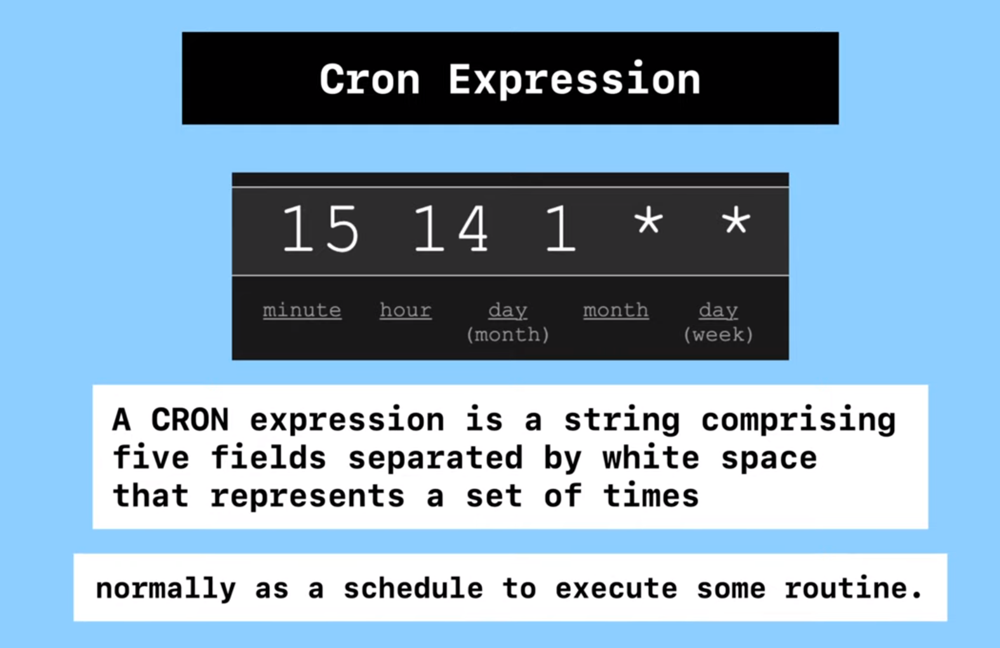 Cron Expression
15 14 1 * *
minute hour day month day
(month) (week)
A CRON expression is a string comprising
five fields separated by white space
that represents a set of times
normally as a schedule to execute some routine.